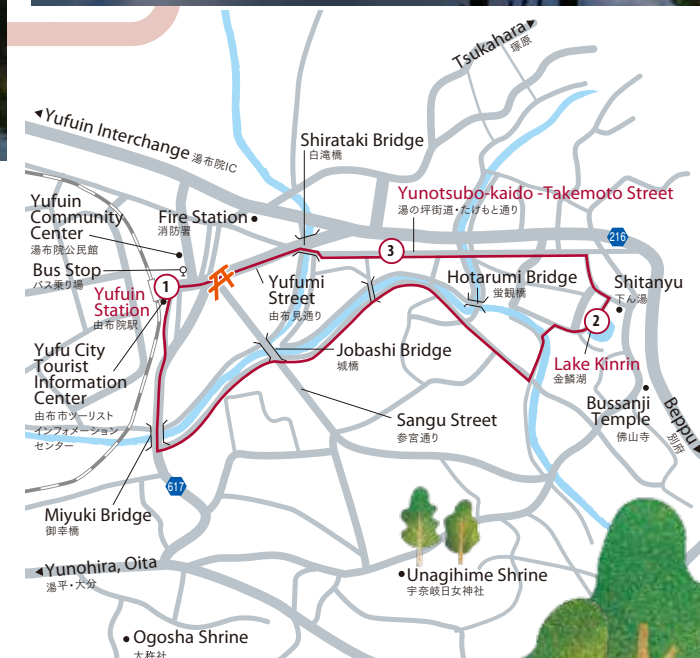 Tsukahara
塚原
Yufuin Interchange 湯布院IC
Shirataki Bridge
白滝橋
Yunotsubo-kaido -Takemoto Street
湯の坪街道・たけもと通り
Yufuin
Community
Center
湯布院公民館
Fire Station
消防署
216
3
Bus Stop
バス乗り場
Yufuin
Station
由布院駅
1
Yufumi
Street
由布見通り
Hotarumi Bridge
蛍観橋
Shitanyu
下ん湯
2
Yufu City
Tourist
Information
Center
由布市ツーリスト
インフォメーション
センター
Jobashi Bridge
城橋
Lake Kinrin
金鱗湖
Bussanji
Temple
佛山寺
Beppu
別府
Sangu Street
参宮通り
617
Miyuki Bridge
御幸橋
Yunohira, Oita
湯平・大分
Unagihime Shrine
宇奈岐日女神社
Ogosha Shrine
大杵社